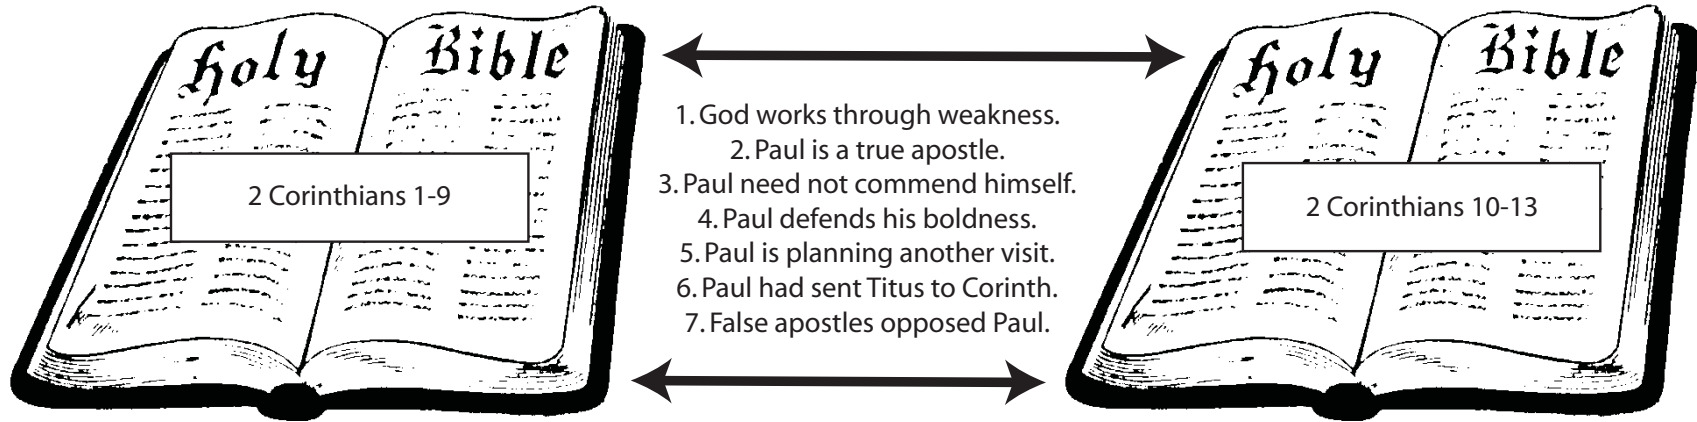 Holy Bible
Holy Bible
1. God works through weakness.
2. Paul is a true apostle.
3. Paul need not commend himself.
4. Paul defends his boldness.
5. Paul is planning another visit.
6. Paul had sent Titus to Corinth.
7. False apostles opposed Paul.
2 Corinthians 1-9
2 Corinthians 10-13